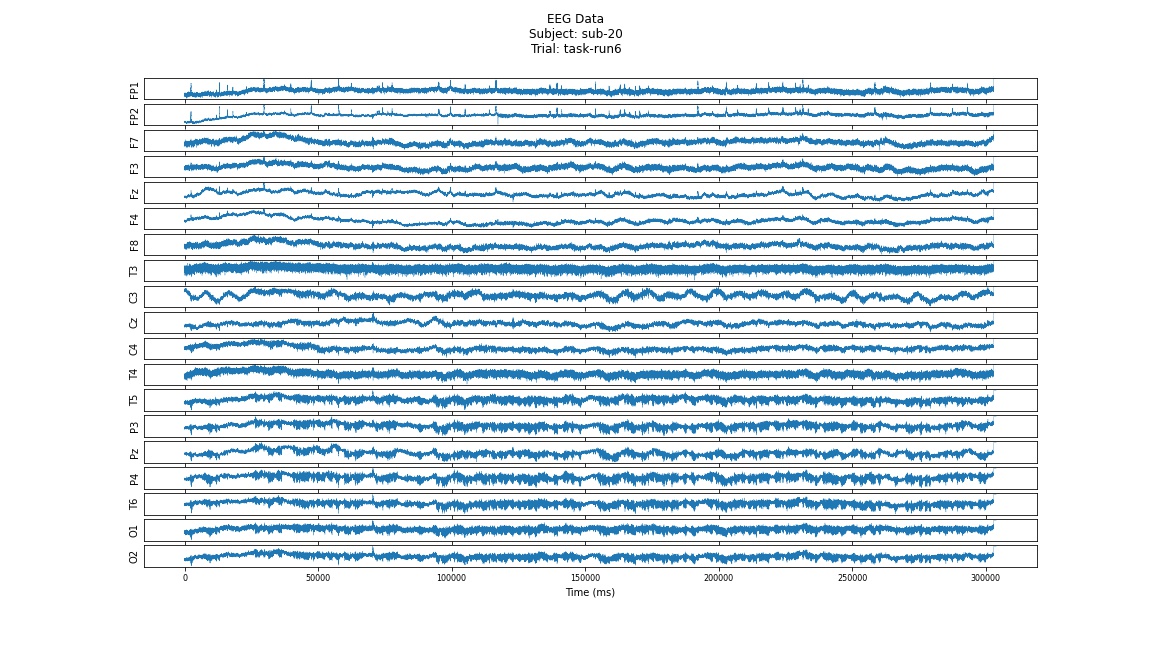 EEG Data
Subject: sub-20
Trial: task-run6
FP1
FP2
F7
F3
Fz
F4
F8
T3
C3
Cz
C4
T4
T5
P3
Pz
P4
T6
O1
O2
0 50000 100000 150000 200000 250000 300000
Time (ms)